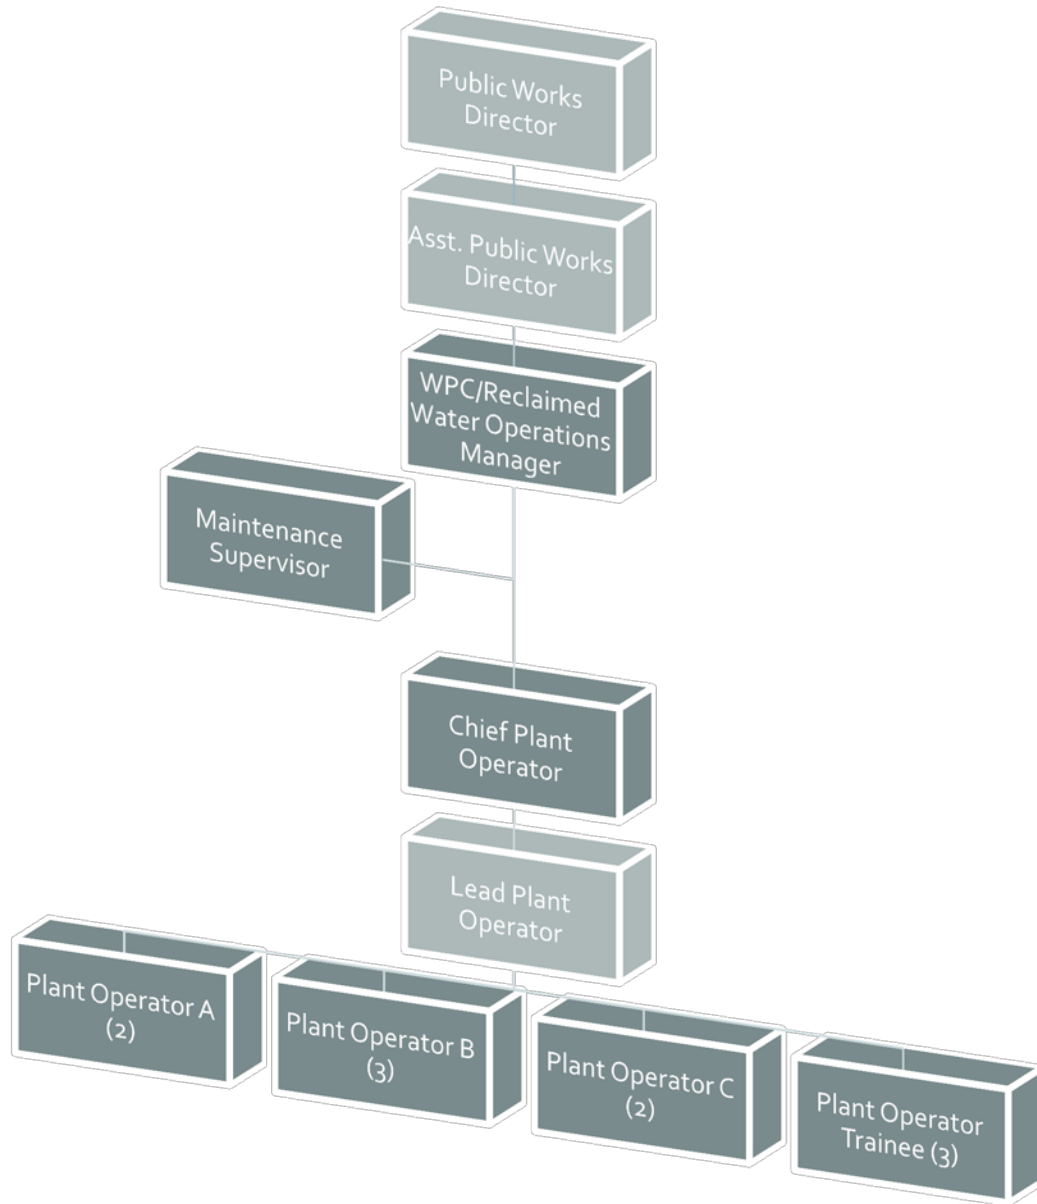 Public Works
Director
Asst. Public Works
Director
WPC/Reclaimed
Water Operations
Manager
Maintenance
Supervisor
Chief Plant
Operator
Lead Plant
Operator
Plant Operator A
(2)
Plant Operator B
(3)
Plant Operator C
(2)
Plant Operator
Trainee (3)